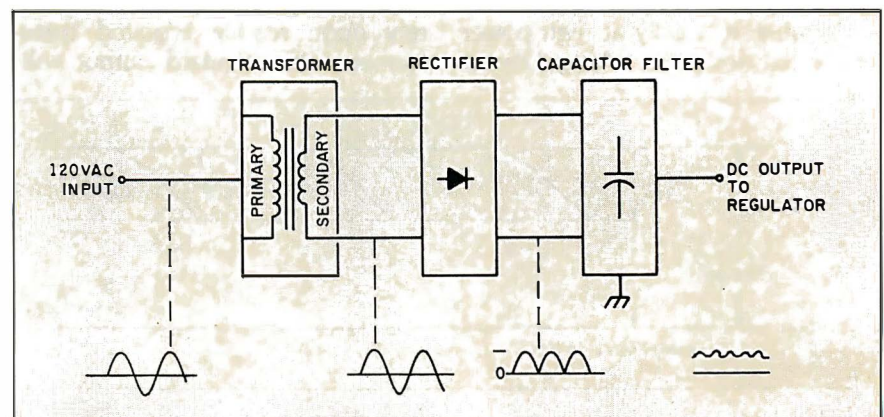 TRANSFORMER
RECTIFIER
CAPACITOR FILTER
120VAC
INPUT
PRIMARY
SECONDARY
DC OUTPUT
TO
REGULATOR
0